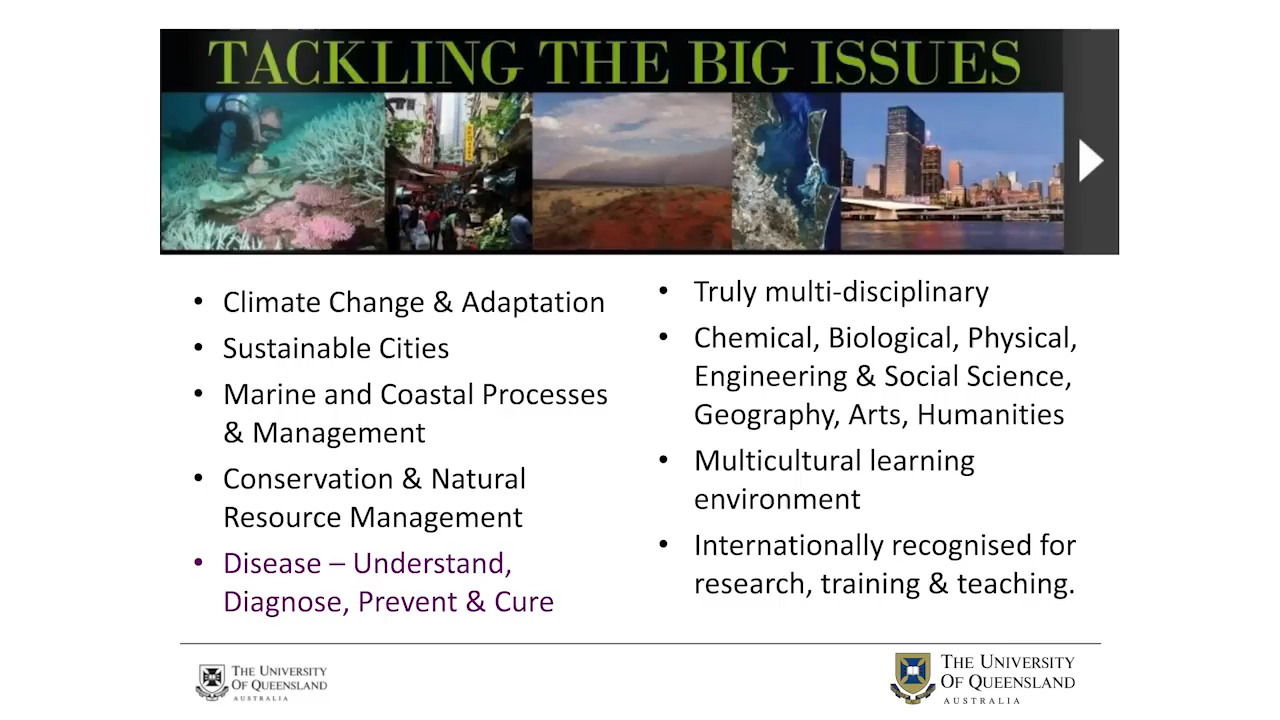 TACKLING THE BIG ISSUES
• Climate Change & Adaptation
• Sustainable Cities
• Marine and Coastal Processes
& Management
• Conservation & Natural
Resource Management
• Disease – Understand,
Diagnose, Prevent & Cure
• Truly multi-disciplinary
• Chemical, Biological, Physical,
Engineering & Social Science,
Geography, Arts, Humanities
• Multicultural learning
environment
• Internationally recognised for
research, training & teaching.
THE UNIVERSITY
OF QUEENSLAND
AUSTRALIA
THE UNIVERSITY
OF QUEENSLAND
AUSTRALIA